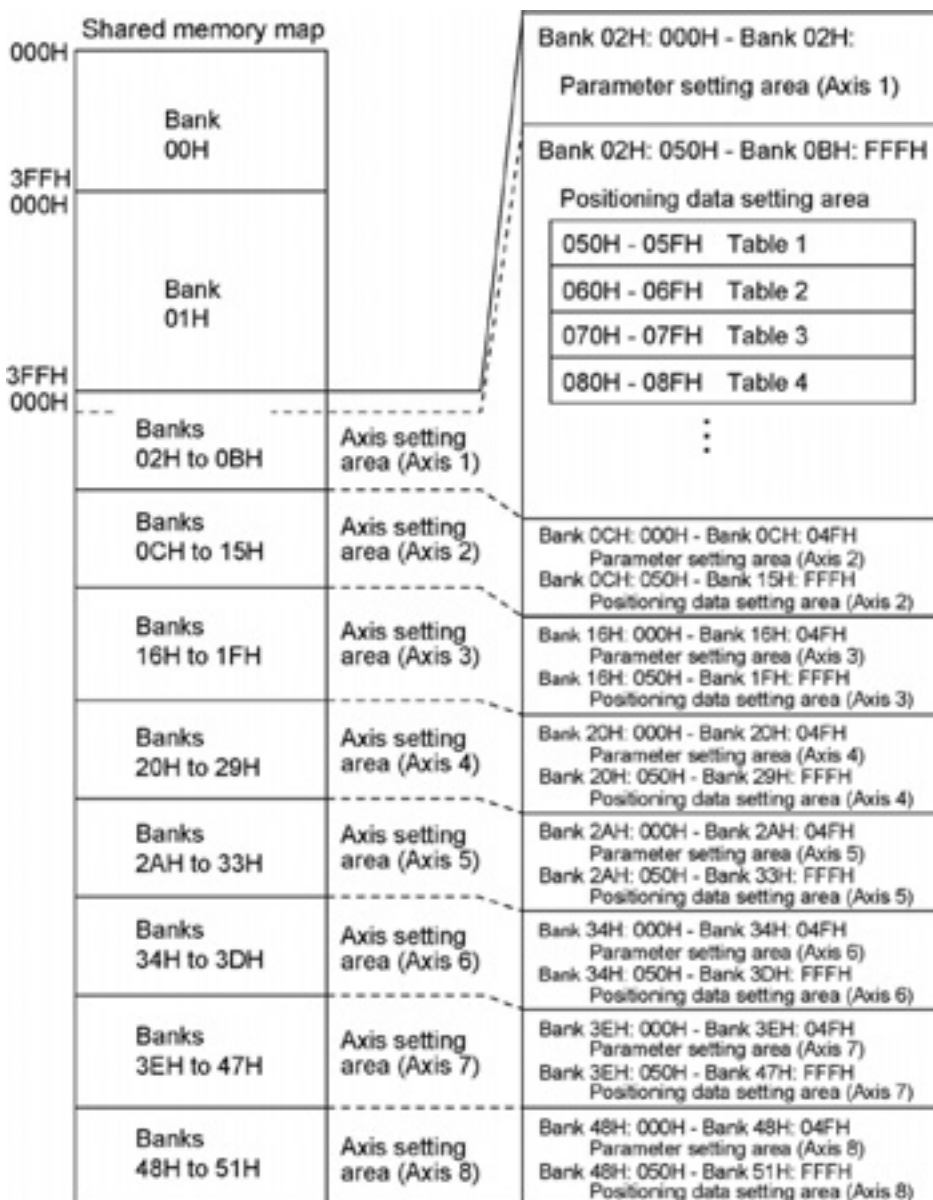 Shared memory map
000H
Bank
00H
3FFH
000H
Bank
01H
3FFH
000H
Banks
02H to 0BH
Axis setting
area (Axis 1)
Banks
0CH to 15H
Axis setting
area (Axis 2)
Banks
16H to 1FH
Axis setting
area (Axis 3)
Banks
20H to 29H
Axis setting
area (Axis 4)
Banks
2AH to 33H
Axis setting
area (Axis 5)
Banks
34H to 3DH
Axis setting
area (Axis 6)
Banks
3EH to 47H
Axis setting
area (Axis 7)
Banks
48H to 51H
Axis setting
area (Axis 8)
Bank 02H: 000H - Bank 02H:
Parameter setting area (Axis 1)
Bank 02H: 050H - Bank 0BH: FFFH
Positioning data setting area
050H - 05FH Table 1
060H - 06FH Table 2
070H - 07FH Table 3
080H - 08FH Table 4
Bank 0CH: 000H - Bank 0CH: 04FH
Parameter setting area (Axis 2)
Bank 0CH: 050H - Bank 15H: FFFH
Positioning data setting area (Axis 2)
Bank 16H: 000H - Bank 16H: 04FH
Parameter setting area (Axis 3)
Bank 16H: 050H - Bank 1FH: FFFH
Positioning data setting area (Axis 3)
Bank 20H: 000H - Bank 20H: 04FH
Parameter setting area (Axis 4)
Bank 20H: 050H - Bank 29H: FFFH
Positioning data setting area (Axis 4)
Bank 2AH: 000H - Bank 2AH: 04FH
Parameter setting area (Axis 5)
Bank 2AH: 050H - Bank 33H: FFFH
Positioning data setting area (Axis 5)
Bank 34H: 000H - Bank 34H: 04FH
Parameter setting area (Axis 6)
Bank 34H: 050H - Bank 3DH: FFFH
Positioning data setting area (Axis 6)
Bank 3EH: 000H - Bank 3EH: 04FH
Parameter setting area (Axis 7)
Bank 3EH: 050H - Bank 47H: FFFH
Positioning data setting area (Axis 7)
Bank 48H: 000H - Bank 48H: 04FH
Parameter setting area (Axis 8)
Bank 48H: 050H - Bank 51H: FFFH
Positioning data setting area (Axis 8)